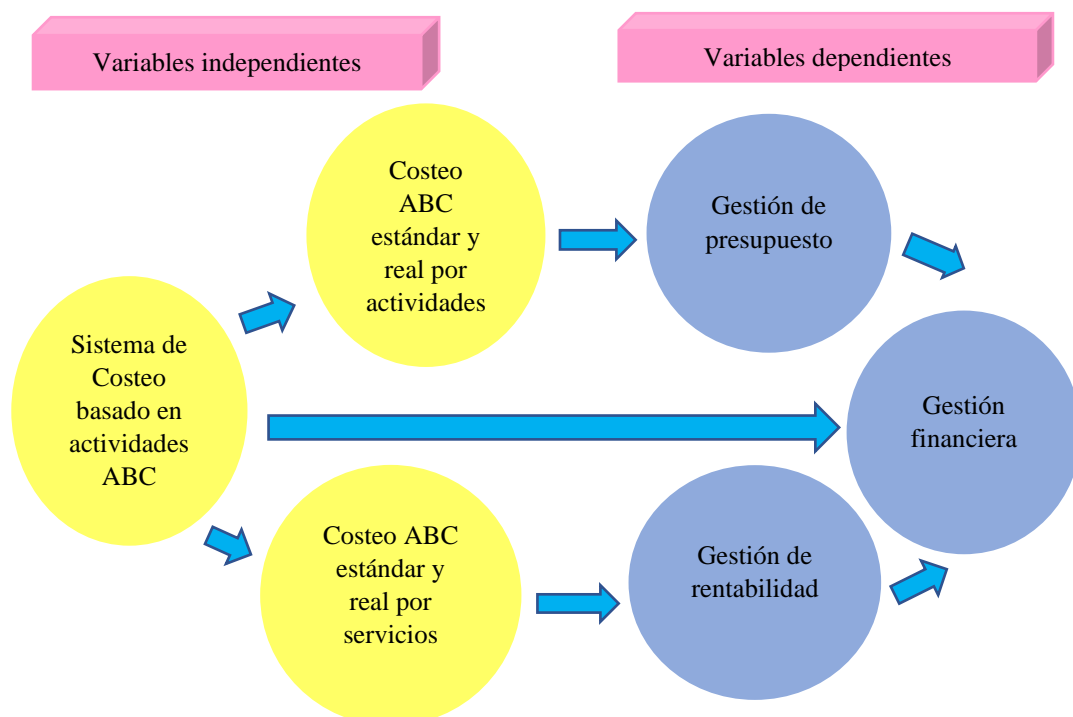 Variables independientes
Variables dependientes
Costeo
ABC
estándar y
real por
actividades
Gestión de
presupuesto
Sistema de
Costeo
basado en
actividades
ABC
Gestión
financiera
Costeo ABC
estándar y
real por
servicios
Gestión de
rentabilidad